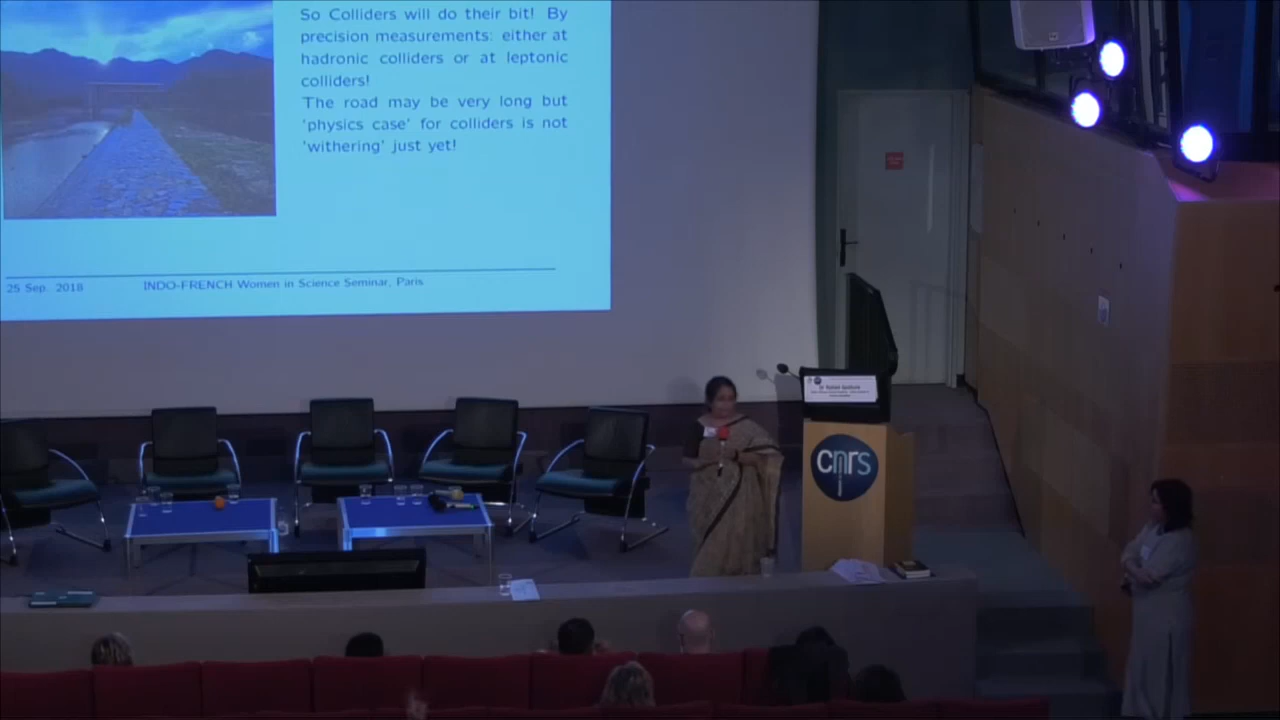 So Colliders will do their bit! By
precision measurements: either at
hadronic colliders or at leptonic
colliders!
The road may be very long but
'physics case' for colliders is not
'withering' just yet!
25 Sep. 2018
INDO-FRENCH Women in Science Seminar, Paris
cnrs